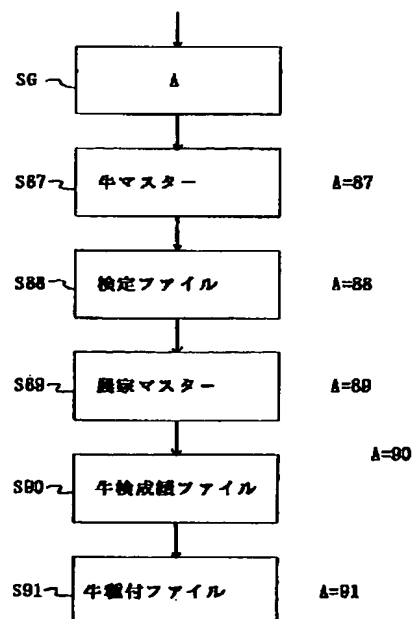 SG A
S87 牛マスター A=87
S88 検定ファイル A=88
S89 農家マスター A=89
A=90
S90 牛検成績ファイル
S91 牛種付ファイル A=91